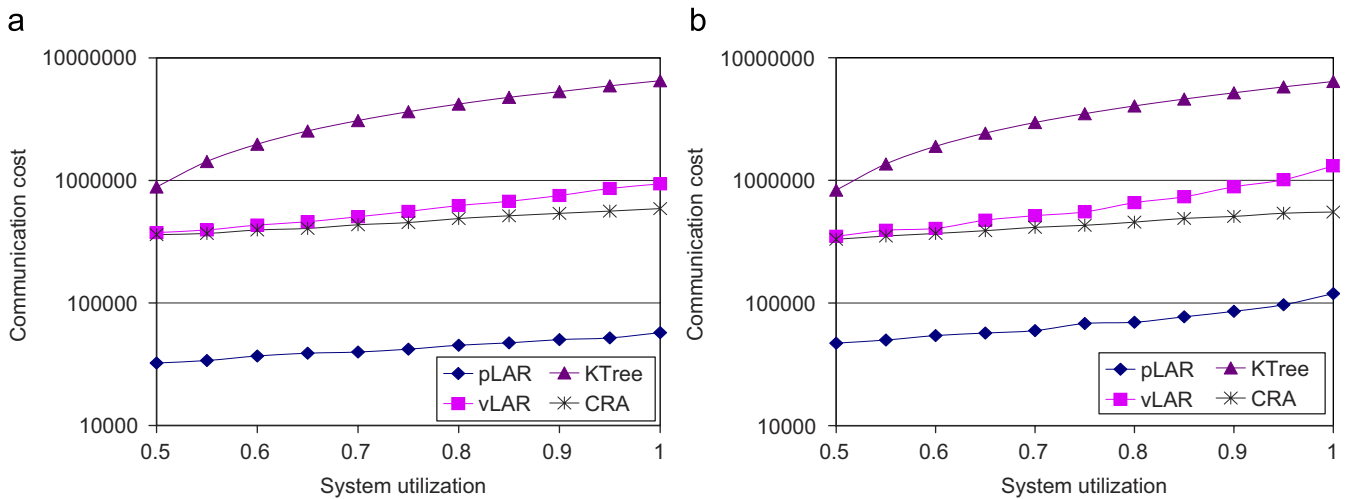 a
10000000
1000000
100000
10000
Communication cost
0.5 0.6 0.7 0.8 0.9 1
System utilization
pLAR KTree
vLAR CRA
b
10000000
1000000
100000
10000
Communication cost
0.5 0.6 0.7 0.8 0.9 1
System utilization
pLAR KTree
vLAR CRA